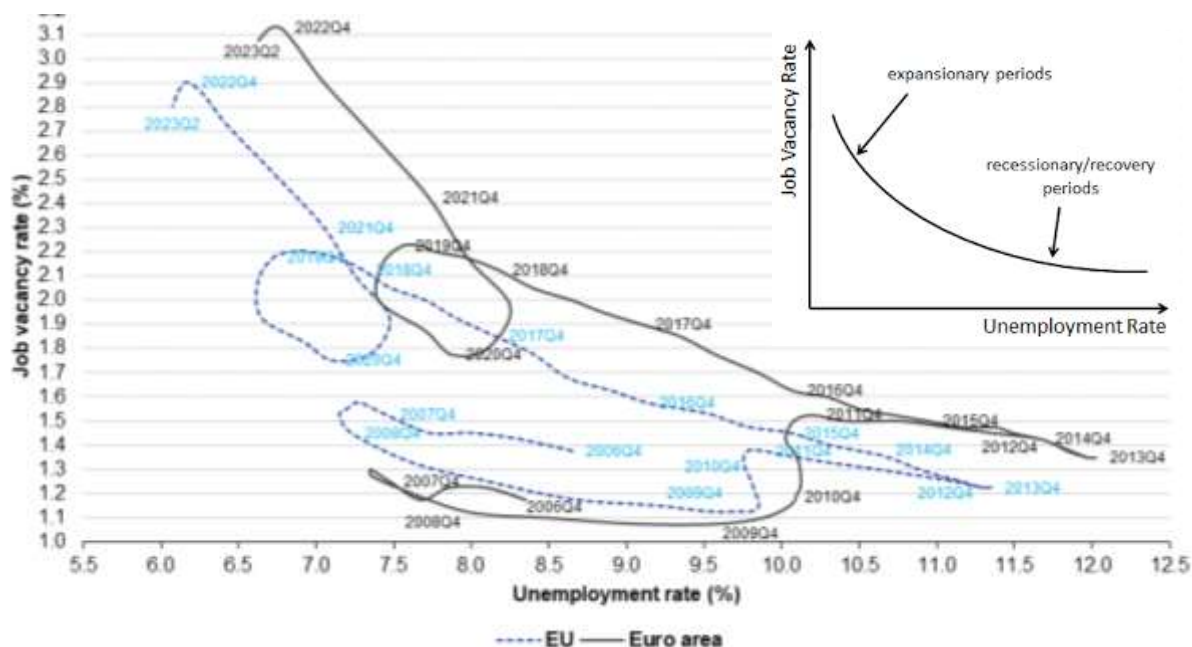 3.1
3.0
2.9
2.8
2.7
2.6
2.5
2.4
2.3
2.2
2.1
2.0
1.9
1.8
1.7
1.6
1.5
1.4
1.3
1.2
1.1
1.0
Job vacancy rate (%)
2022Q4
2023Q2
2022Q4
2023Q2
2021Q4
2021Q4
2019Q4
2018Q4
2018Q4
2017Q4
2017Q4
2020Q4
2020Q4
2016Q4
2016Q4
2007Q4
2011Q4
2015Q4
2008Q4
2015Q4
2012Q4
2014Q4
2006Q4
2011Q4
2014Q4
2013Q4
2010Q4
2007Q4
2009Q4
2010Q4
2012Q4
2013Q4
2006Q4
2008Q4
2009Q4
5.5 6.0 6.5 7.0 7.5 8.0 8.5 9.0 9.5 10.0 10.5 11.0 11.5 12.0 12.5
Unemployment rate (%)
EU Euro area
Job Vacancy Rate
expansionary periods
recessionary/recovery
periods
Unemployment Rate